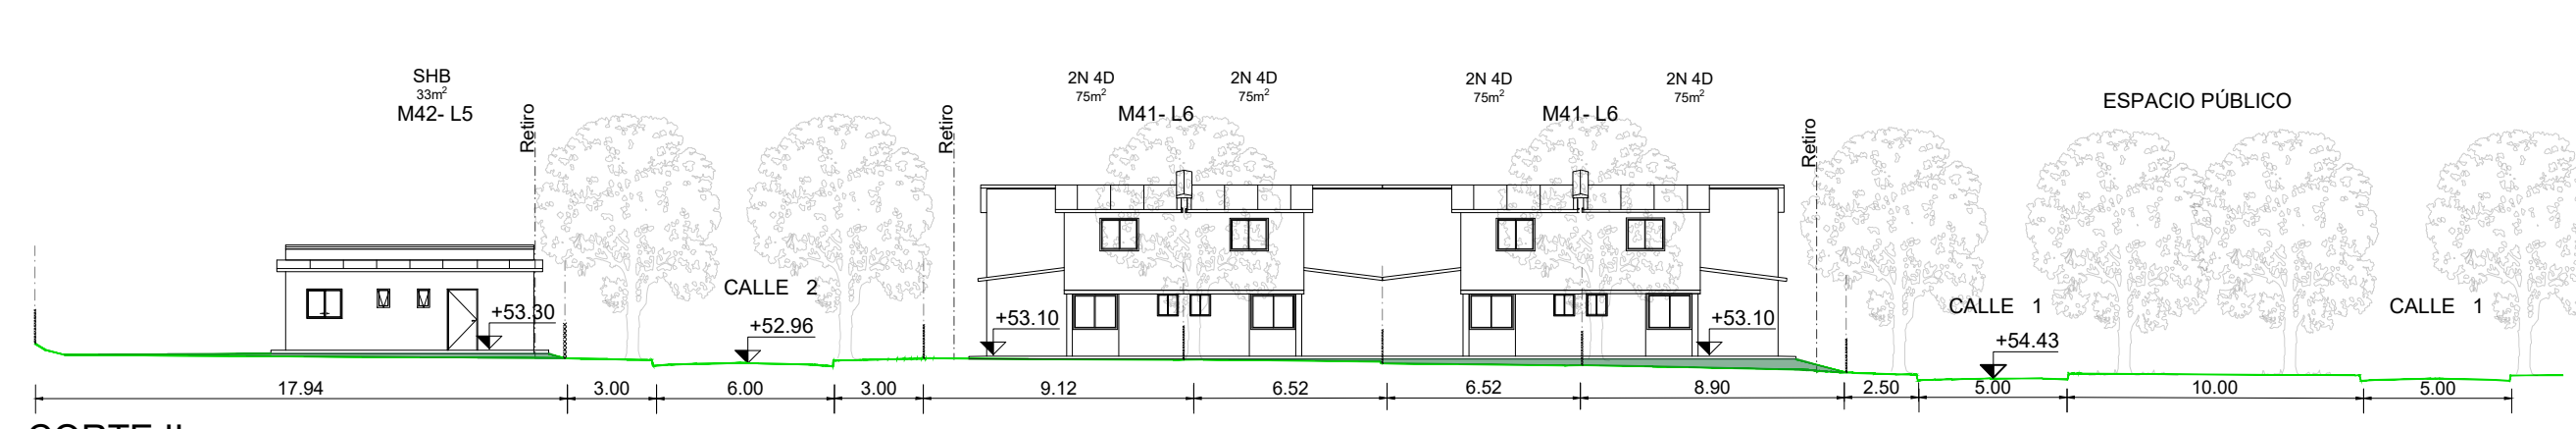 SHB
33m²
M42- L5
Retiro
Retiro
2N 4D
75m²
2N 4D
75m²
M41- L6
2N 4D
75m²
2N 4D
75m²
M41- L6
Retiro
ESPACIO PÚBLICO
CALLE 2
CALLE 1
CALLE 1
+53.30
+52.96
+53.10
+53.10
+54.43
17.94
3.00
6.00
3.00
9.12
6.52
6.52
8.90
2.50
5.00
10.00
5.00